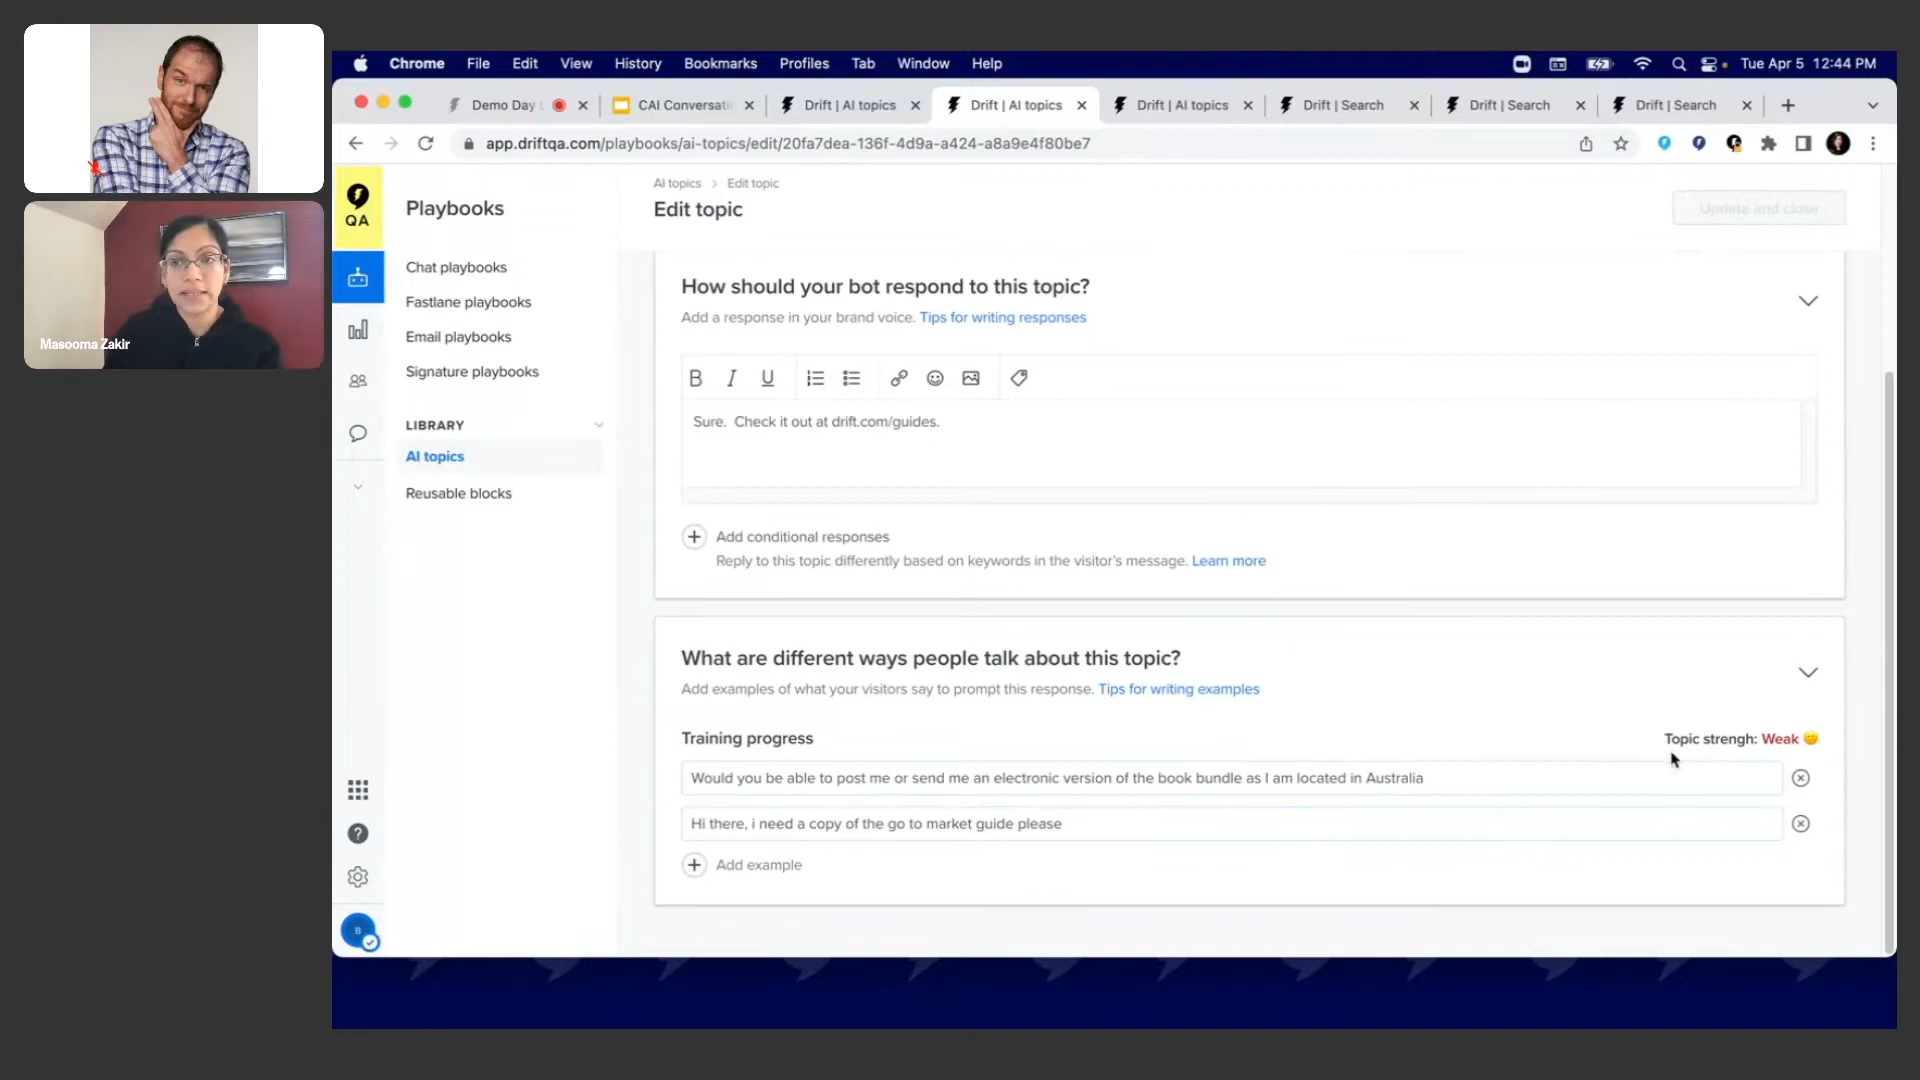 Masooma Zakir
Chrome File Edit View History Bookmarks Profiles Tab Window Help Tue Apr 5 12:44 PM
Demo Day CAI Conversati Drift | AI topics Drift | AI topics Drift | AI topics Drift | Search Drift | Search Drift | Search
app.driftqa.com/playbooks/ai-topics/edit/20fa7dea-136f-4d9a-a424-a8a9e4f80be7
QA
Playbooks
Chat playbooks
Fastlane playbooks
Email playbooks
Signature playbooks
LIBRARY
AI topics
Reusable blocks
B
AI topics > Edit topic
Edit topic
Update and close
How should your bot respond to this topic?
Add a response in your brand voice. Tips for writing responses
B I U
Sure. Check it out at drift.com/guides.
Add conditional responses
Reply to this topic differently based on keywords in the visitor's message. Learn more
What are different ways people talk about this topic?
Add examples of what your visitors say to prompt this response. Tips for writing examples
Training progress
Topic strengh: Weak
Would you be able to post me or send me an electronic version of the book bundle as I am located in Australia
Hi there, i need a copy of the go to market guide please
Add example